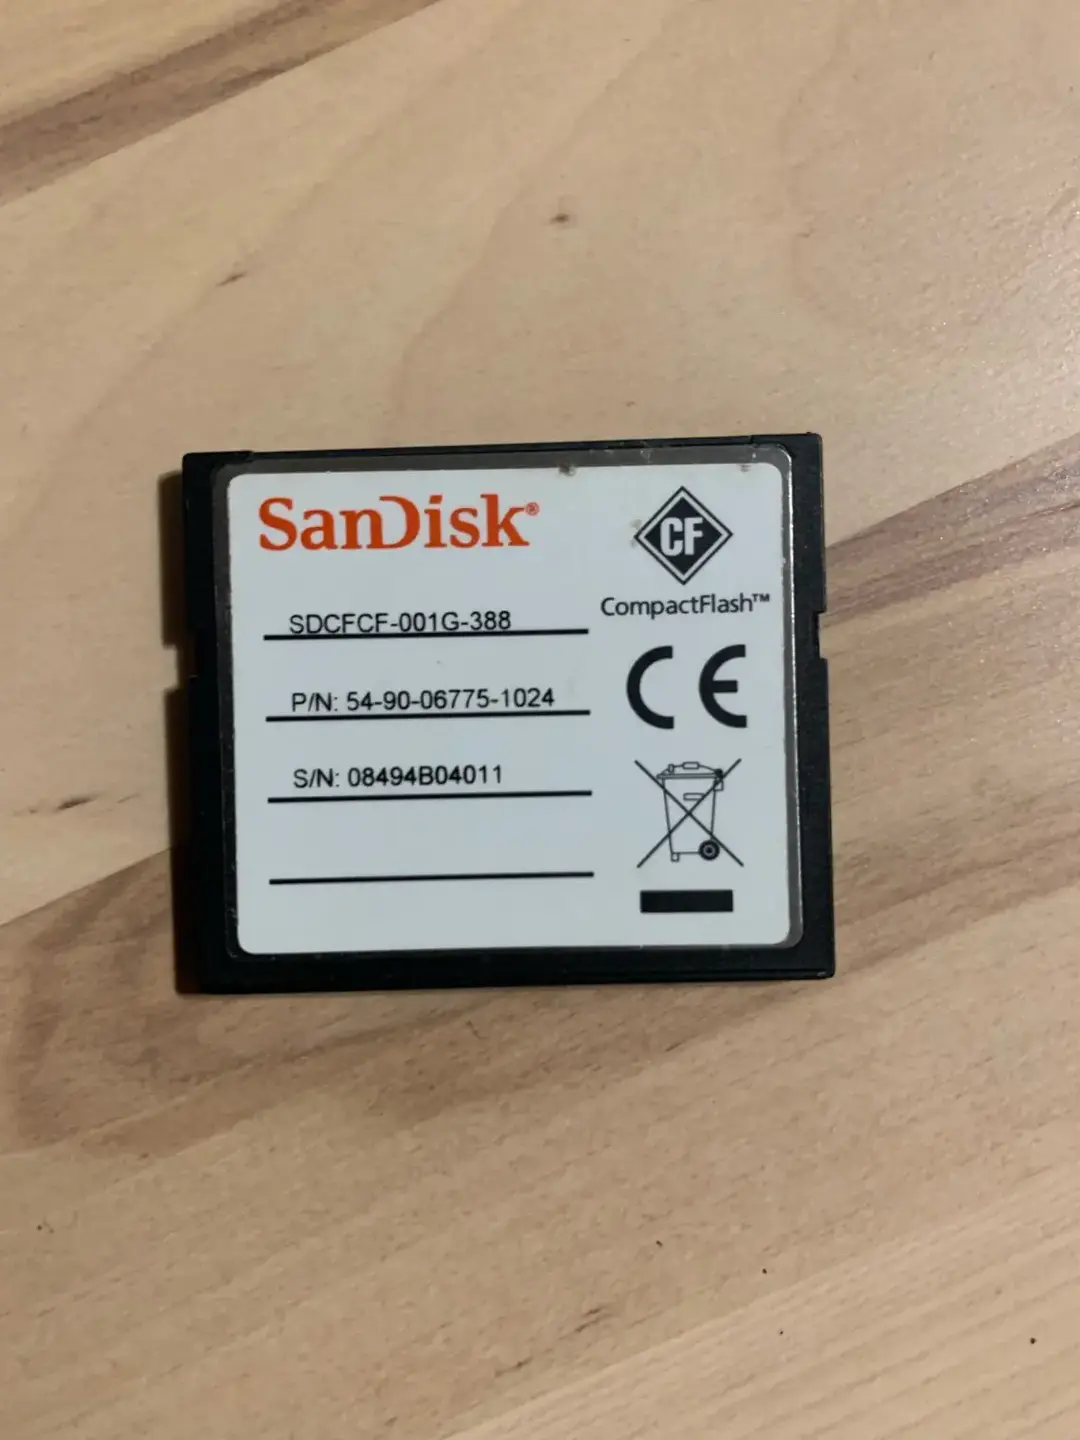 SanDisk®
CF
CompactFlash™
SDCFCF-001G-388
CE
P/N: 54-90-06775-1024
S/N: 08494B04011